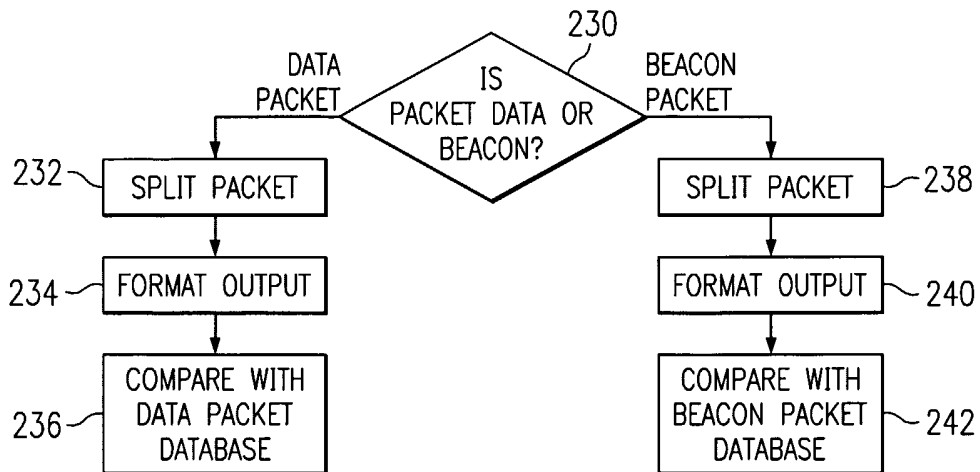 230
DATA
PACKET
IS
PACKET DATA OR
BEACON?
BEACON
PACKET
232
SPLIT PACKET
SPLIT PACKET
238
234
FORMAT OUTPUT
FORMAT OUTPUT
240
236
COMPARE WITH
DATA PACKET
DATABASE
COMPARE WITH
BEACON PACKET
DATABASE
242